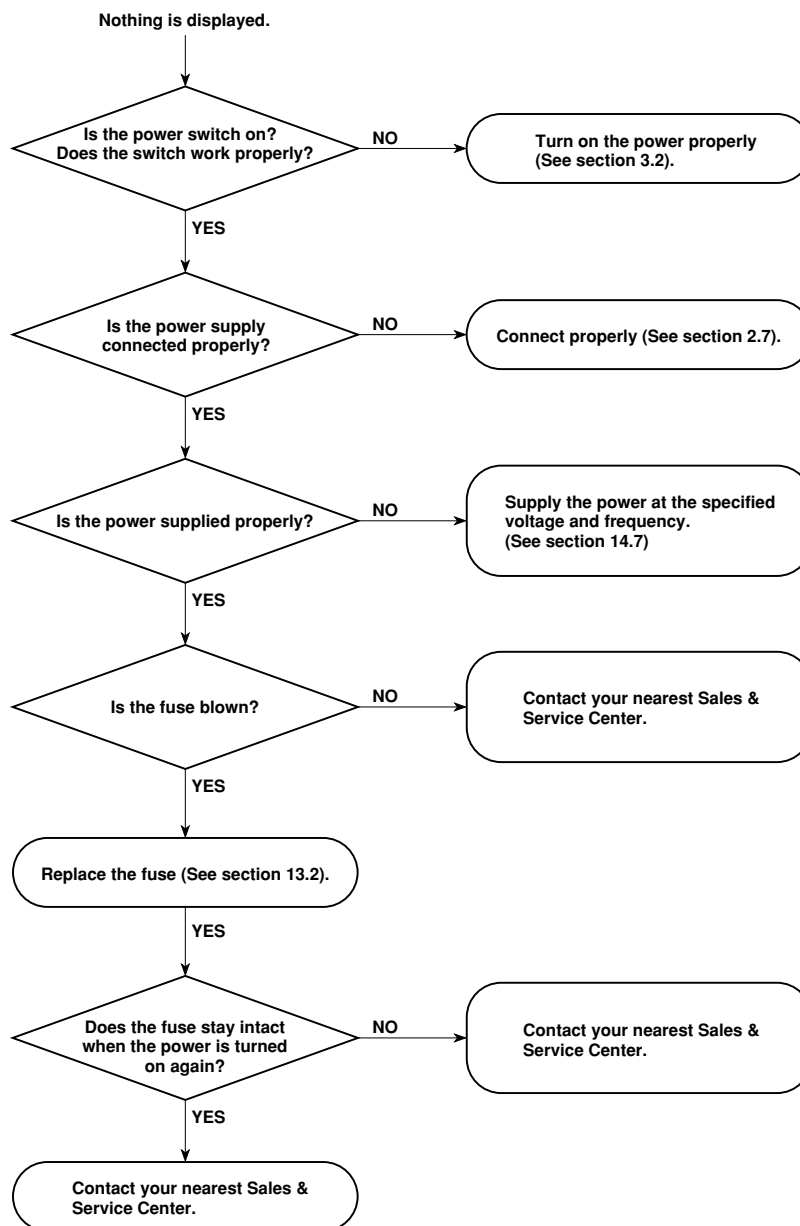 Nothing is displayed.
Is the power switch on?
Does the switch work properly?
NO
Turn on the power properly
(See section 3.2).
YES
Is the power supply
connected properly?
NO
Connect properly (See section 2.7).
YES
Is the power supplied properly?
NO
Supply the power at the specified
voltage and frequency.
(See section 14.7)
YES
Is the fuse blown?
NO
Contact your nearest Sales &
Service Center.
YES
Replace the fuse (See section 13.2).
YES
Does the fuse stay intact
when the power is turned
on again?
NO
Contact your nearest Sales &
Service Center.
YES
Contact your nearest Sales &
Service Center.